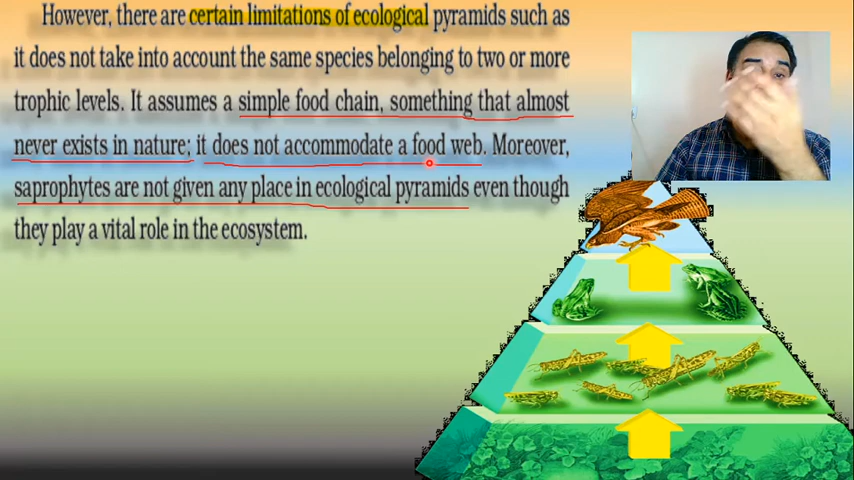 However, there are certain limitations of ecological pyramids such as
it does not take into account the same species belonging to two or more
trophic levels. It assumes a simple food chain, something that almost
never exists in nature; it does not accommodate a food web. Moreover,
saprophytes are not given any place in ecological pyramids even though
they play a vital role in the ecosystem.